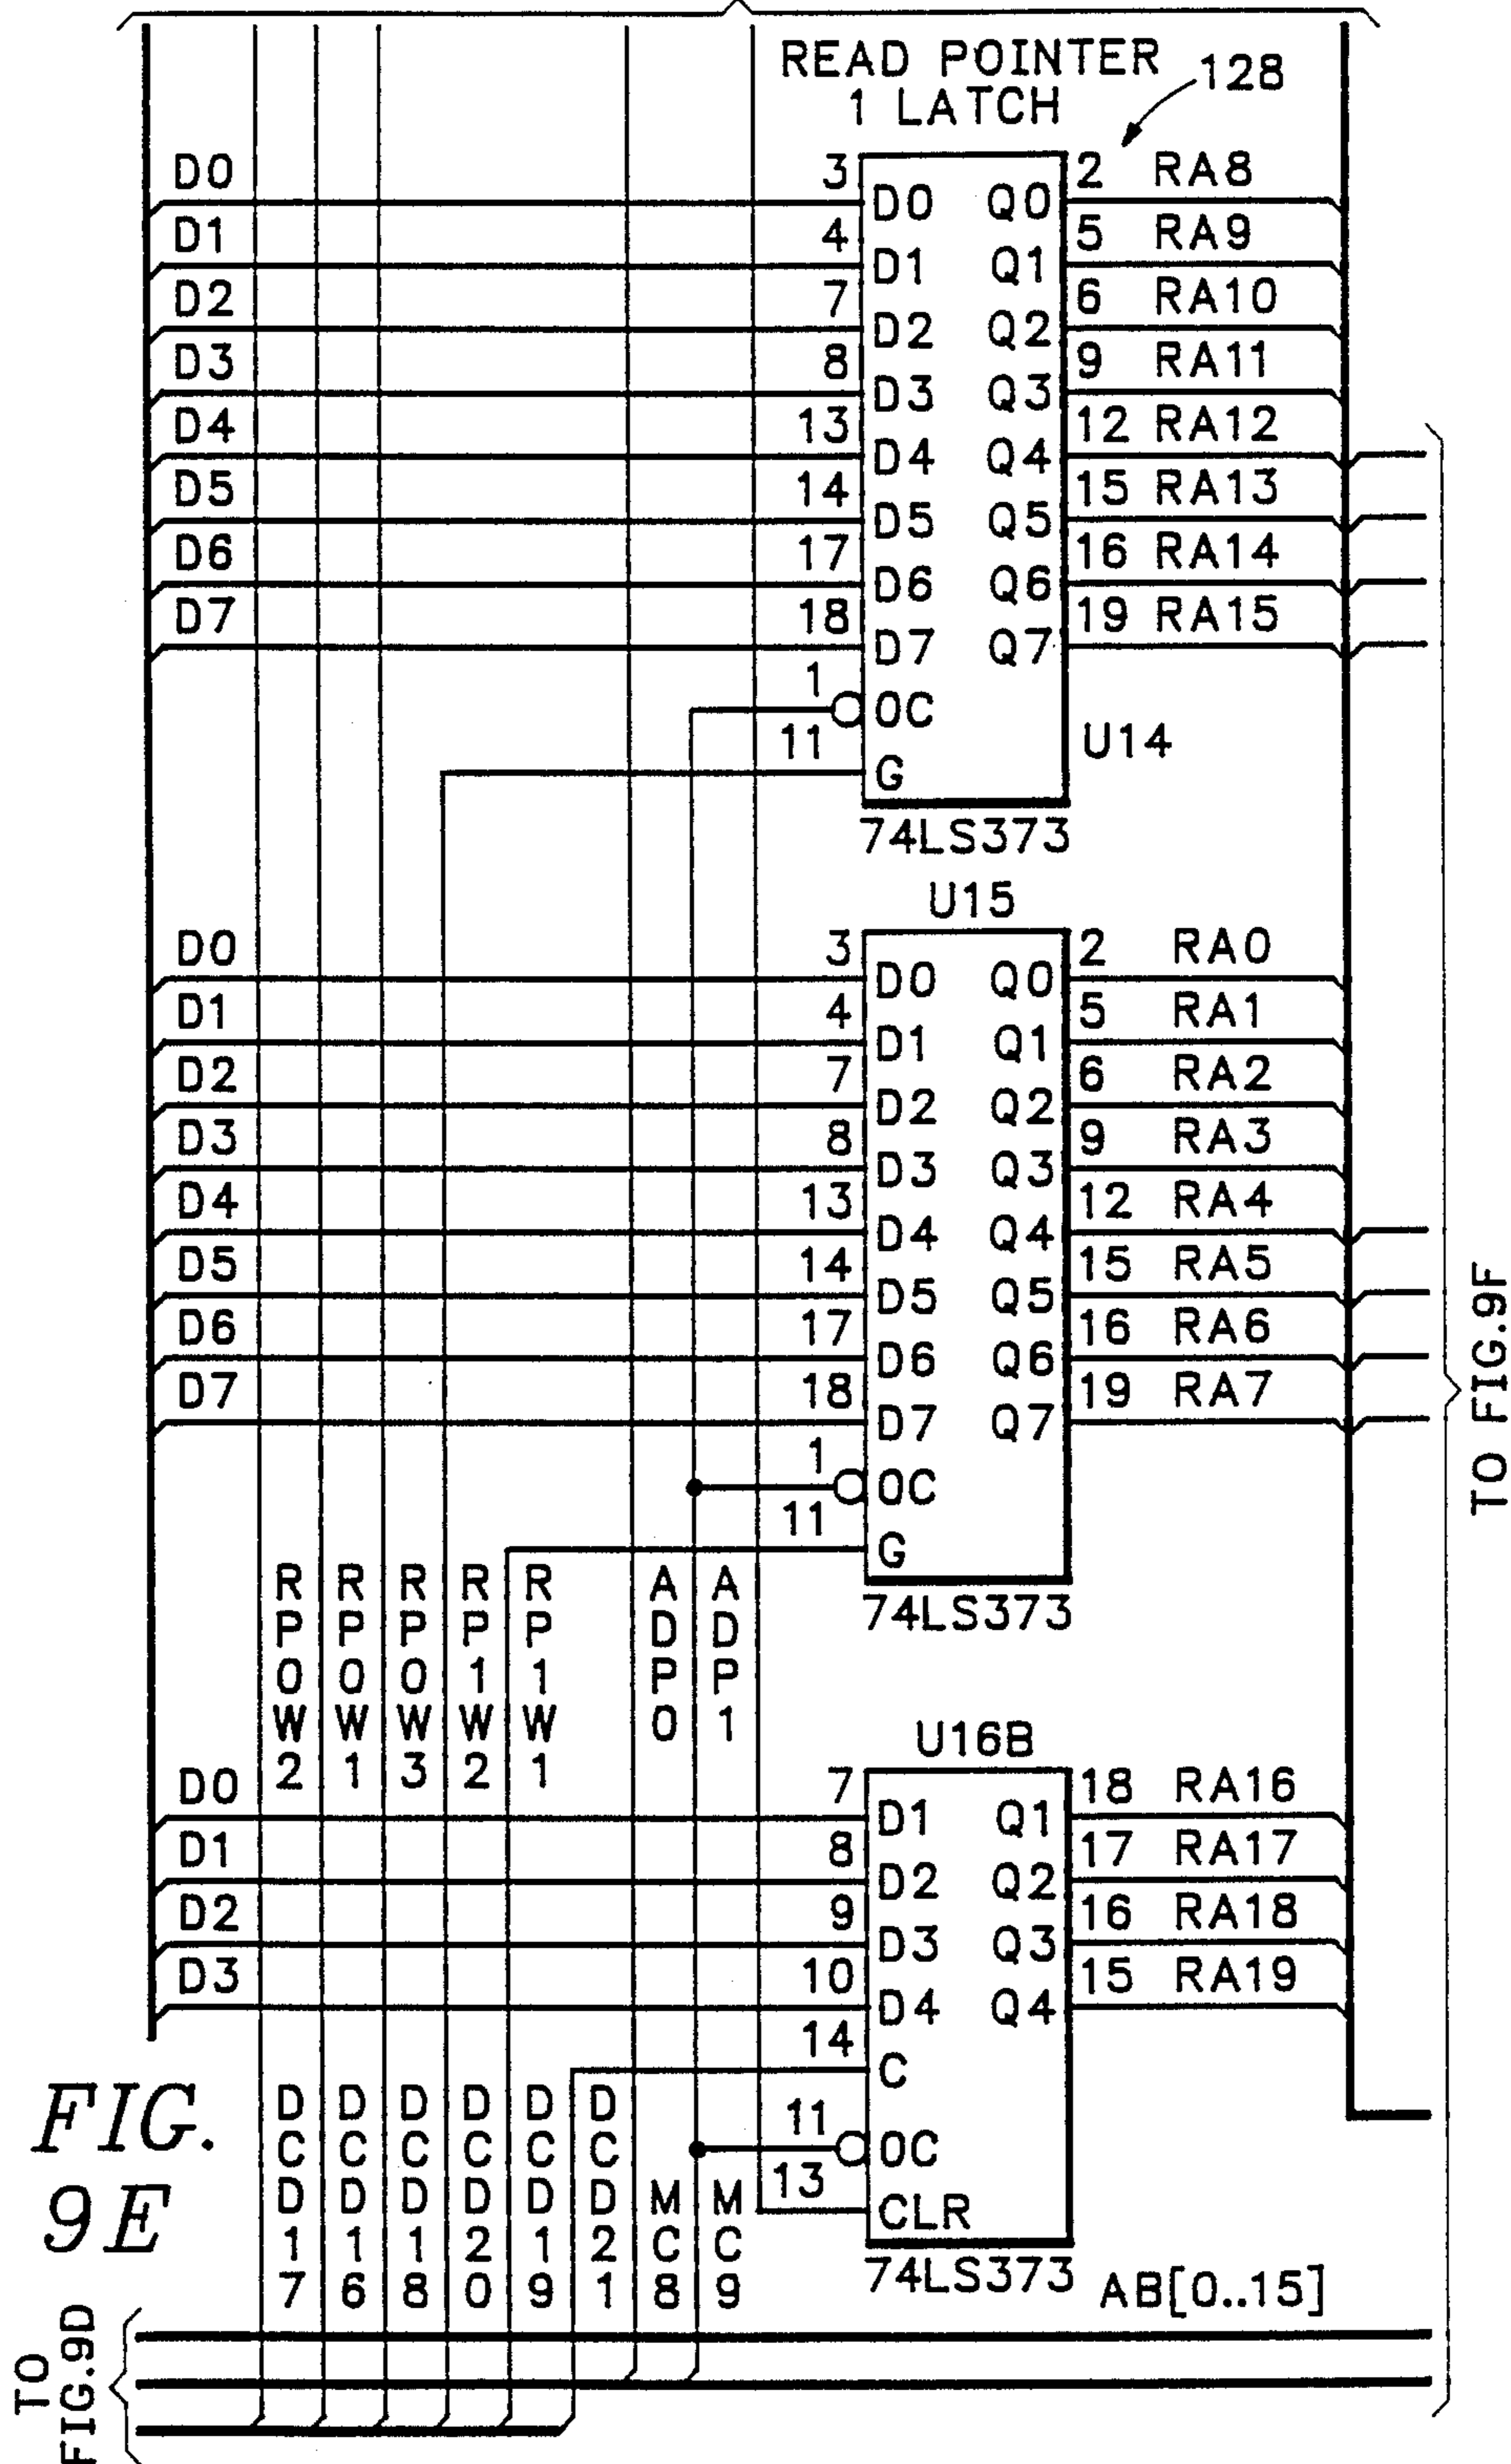 READ POINTER
1 LATCH
128
D0 3 D0 Q0 2 RA8
D1 4 D1 Q1 5 RA9
D2 7 D2 Q2 6 RA10
D3 8 D3 Q3 9 RA11
D4 13 D4 Q4 12 RA12
D5 14 D5 Q5 15 RA13
D6 17 D6 Q6 16 RA14
D7 18 D7 Q7 19 RA15
1 OC
11 G
U14
74LS373
U15
D0 3 D0 Q0 2 RA0
D1 4 D1 Q1 5 RA1
D2 7 D2 Q2 6 RA2
D3 8 D3 Q3 9 RA3
D4 13 D4 Q4 12 RA4
D5 14 D5 Q5 15 RA5
D6 17 D6 Q6 16 RA6
D7 18 D7 Q7 19 RA7
1 OC
11 G
74LS373
RP0W2
RP0W1
RP0W3
RP1W2
RP1W1
ADP0
ADP1
U16B
D0 7 D1 Q1 18 RA16
D1 8 D2 Q2 17 RA17
D2 9 D3 Q3 16 RA18
D3 10 D4 Q4 15 RA19
14 C
11 OC
13 CLR
74LS373
AB[0..15]
DCD17
DCD16
DCD18
DCD20
DCD19
DCD21
MC8
MC9
FIG.
9E
TO
FIG.9D
TO FIG.9F